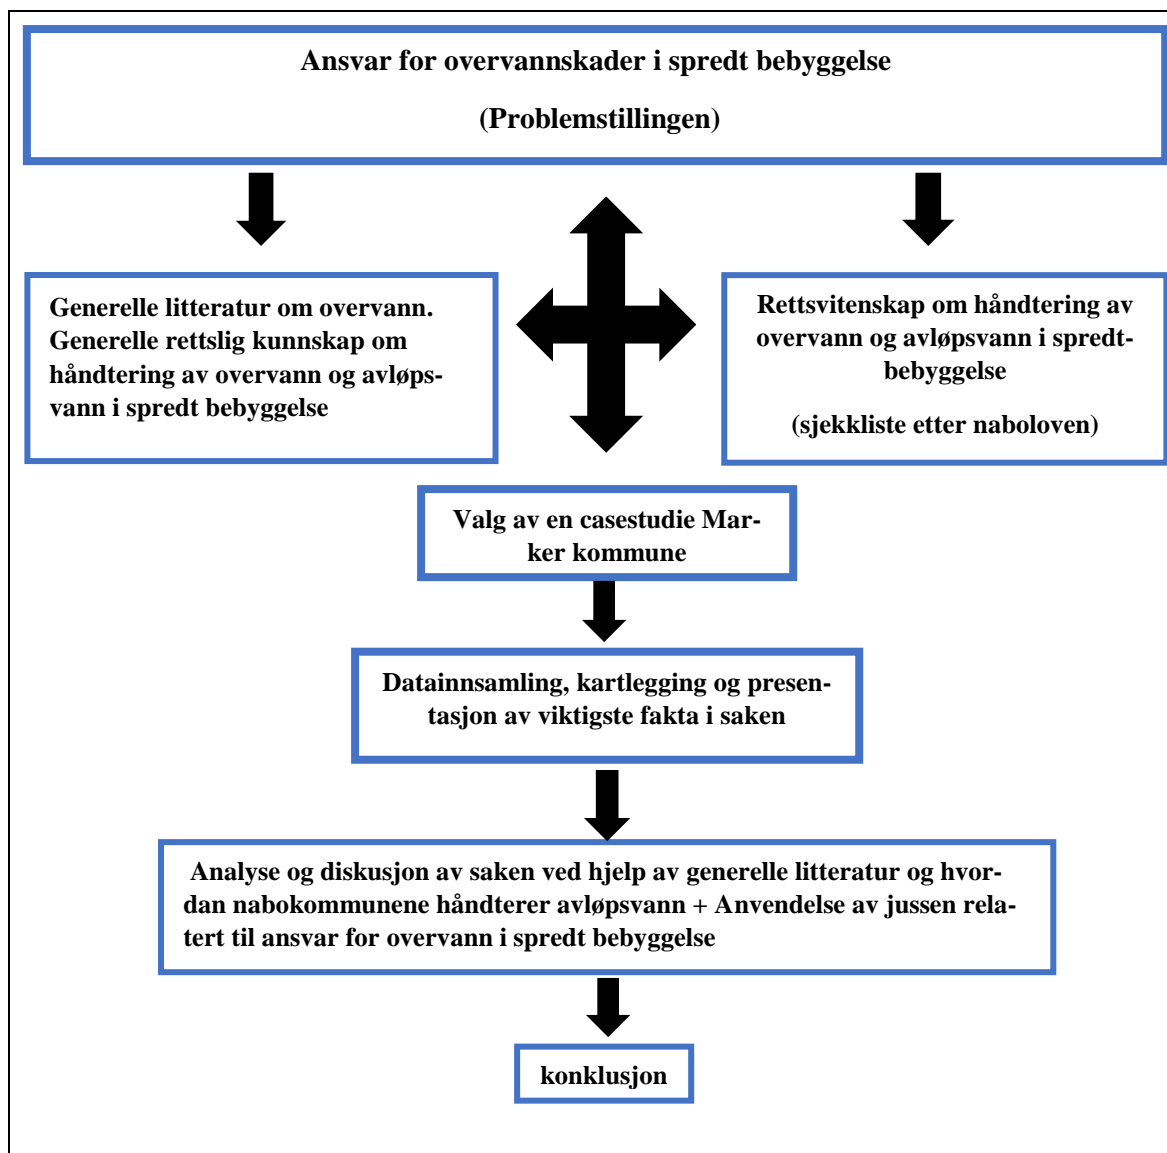 Ansvar for overvannskader i spredt bebyggelse
(Problemstillingen)
Generelle litteratur om overvann.
Generelle rettslig kunnskap om
håndtering av overvann og avløps-
vann i spredt bebyggelse
Rettsvitenskap om håndtering av
overvann og avløpsvann i spredt-
bebyggelse
(sjekkliste etter naboloven)
Valg av en casestudie Mar-
ker kommune
Datainnsamling, kartlegging og presen-
tasjon av viktigste fakta i saken
Analyse og diskusjon av saken ved hjelp av generelle litteratur og hvor-
dan nabokommunene håndterer avløpsvann + Anvendelse av jussen rela-
tert til ansvar for overvann i spredt bebyggelse
konklusjon